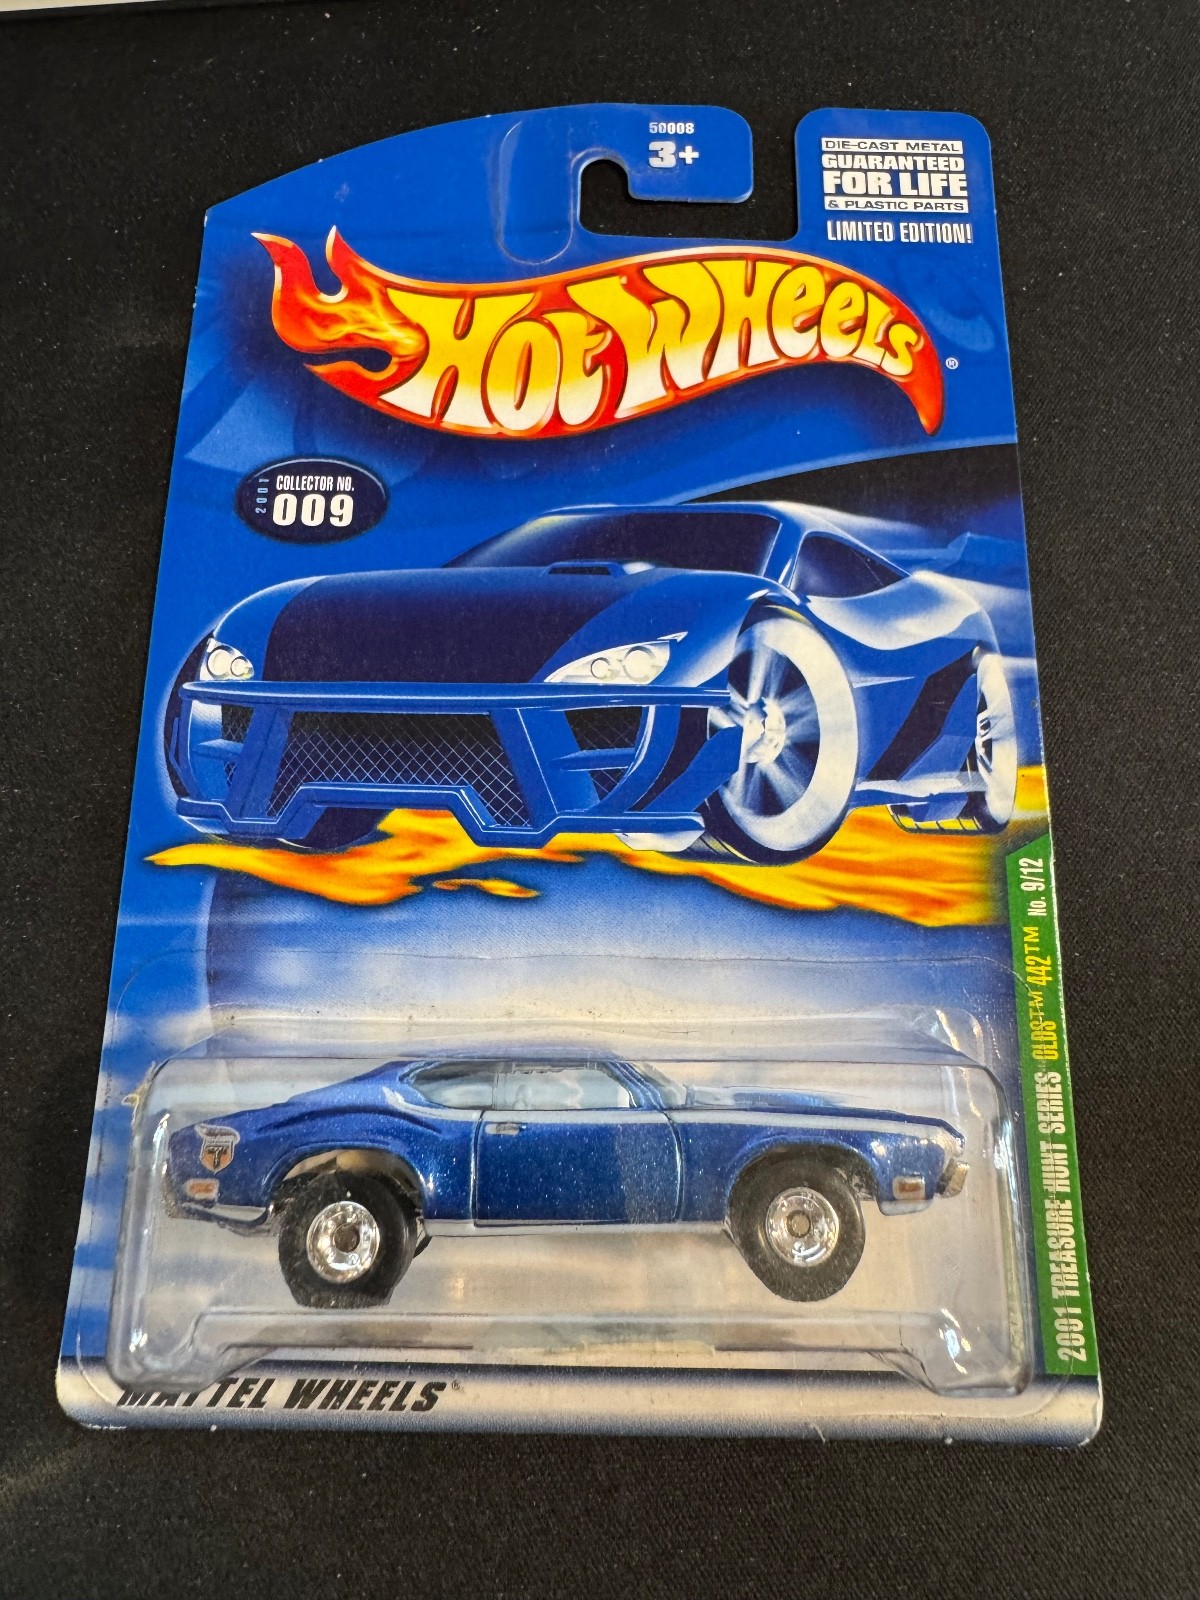 50008
3+
DIE-CAST METAL
GUARANTEED
FOR LIFE
& PLASTIC PARTS
LIMITED EDITION!
HOT WHEELS®
2001
COLLECTOR NO.
009
2001 TREASURE HUNT SERIES OLDS™ 442™ No. 9/12
MATTEL WHEELS®